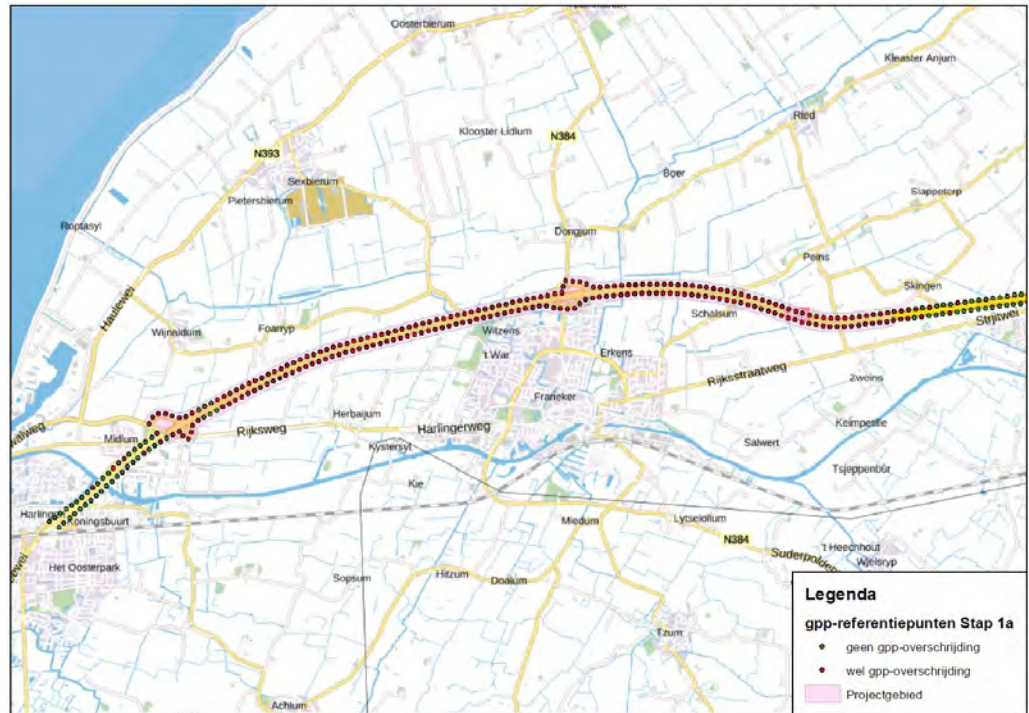 Oosterbierum
Kleaster Anjum
Ried
Klooster Lidlum
N384
N393
Sexbierum
Pietersbierum
Boer
Slappeterp
Roptasyl
Dongjum
Peins
Haulewei
Skingen
Wijnaldum
Foarryp
Witzens
Schalsum
Strjitwei
't War
Erkens
Rijksstraatweg
Zweins
Franeker
Herbaijum
Harlingerweg
Rijksweg
Midlum
Keimpetille
Salwert
Kystersyl
Tsjeppenbûr
Kie
Harlingen
Koningsbuurt
Miedum
Lytselollum
N384
't Heechhout
Suderpolder
Wjelsryp
Het Oosterpark
Sopsum
Hitzum
Doaium
Tzum
Achlum
Legenda
gpp-referentiepunten Stap 1a
geen gpp-overschrijding
wel gpp-overschrijding
Projectgebied